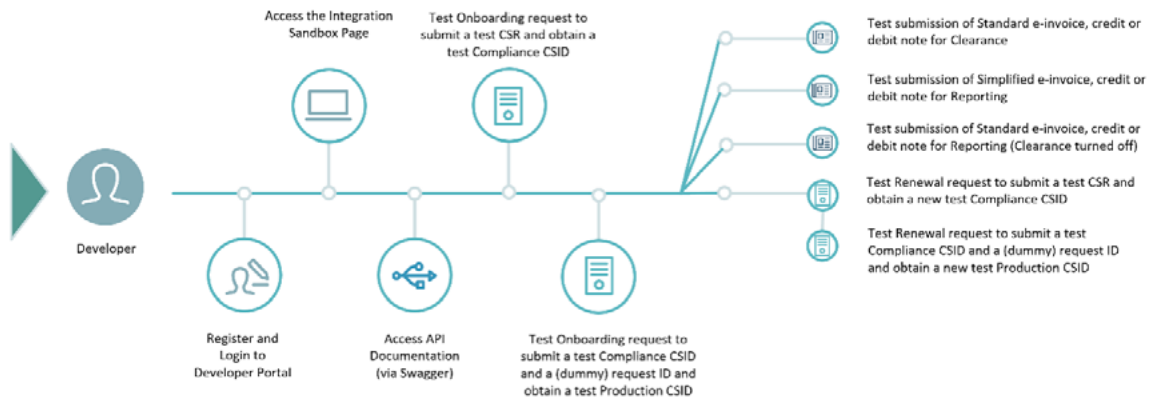 Access the Integration
Sandbox Page
Test Onboarding request to
submit a test CSR and obtain a
test Compliance CSID
Test submission of Standard e-invoice, credit or
debit note for Clearance
Test submission of Simplified e-invoice, credit or
debit note for Reporting
Test submission of Standard e-invoice, credit or
debit note for Reporting (Clearance turned off)
Test Renewal request to submit a test CSR and
obtain a new test Compliance CSID
Test Renewal request to submit a test
Compliance CSID and a (dummy) request ID
and obtain a new test Production CSID
Developer
Register and
Login to
Developer Portal
Access API
Documentation
(via Swagger)
Test Onboarding request to
submit a test Compliance CSID
and a (dummy) request ID and
obtain a test Production CSID